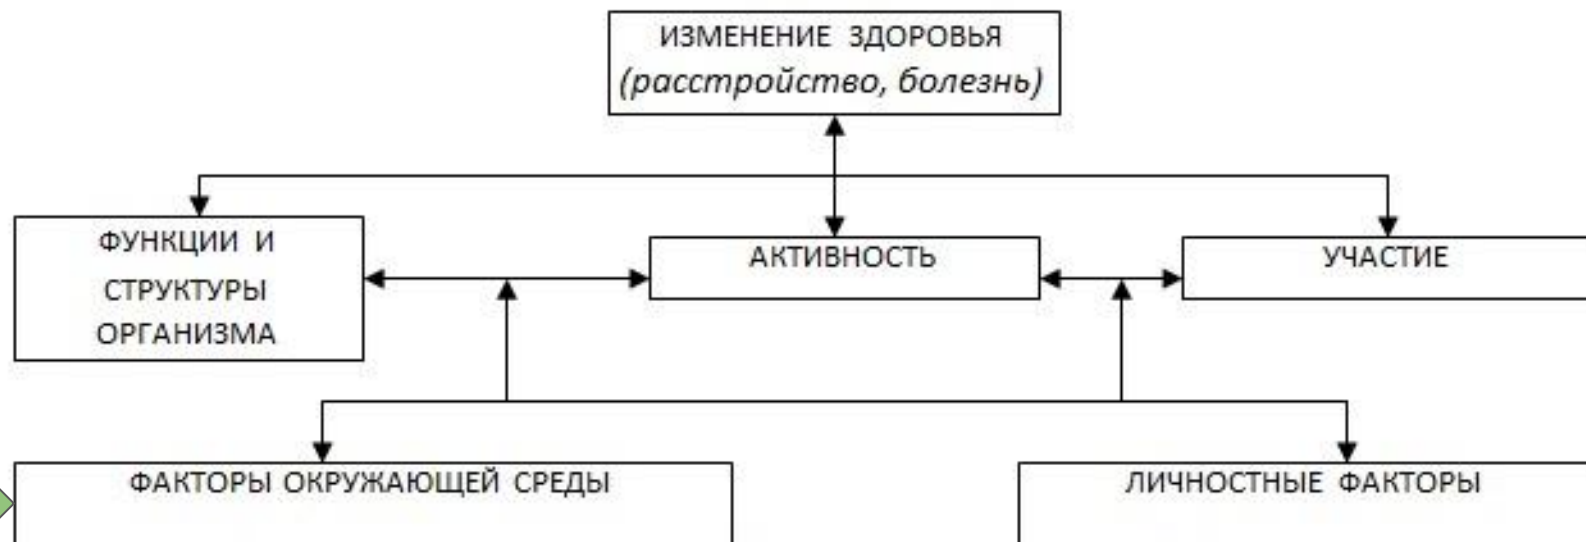 ИЗМЕНЕНИЕ ЗДОРОВЬЯ
(расстройство, болезнь)
ФУНКЦИИ И
СТРУКТУРЫ
ОРГАНИЗМА
АКТИВНОСТЬ
УЧАСТИЕ
ФАКТОРЫ ОКРУЖАЮЩЕЙ СРЕДЫ
ЛИЧНОСТНЫЕ ФАКТОРЫ